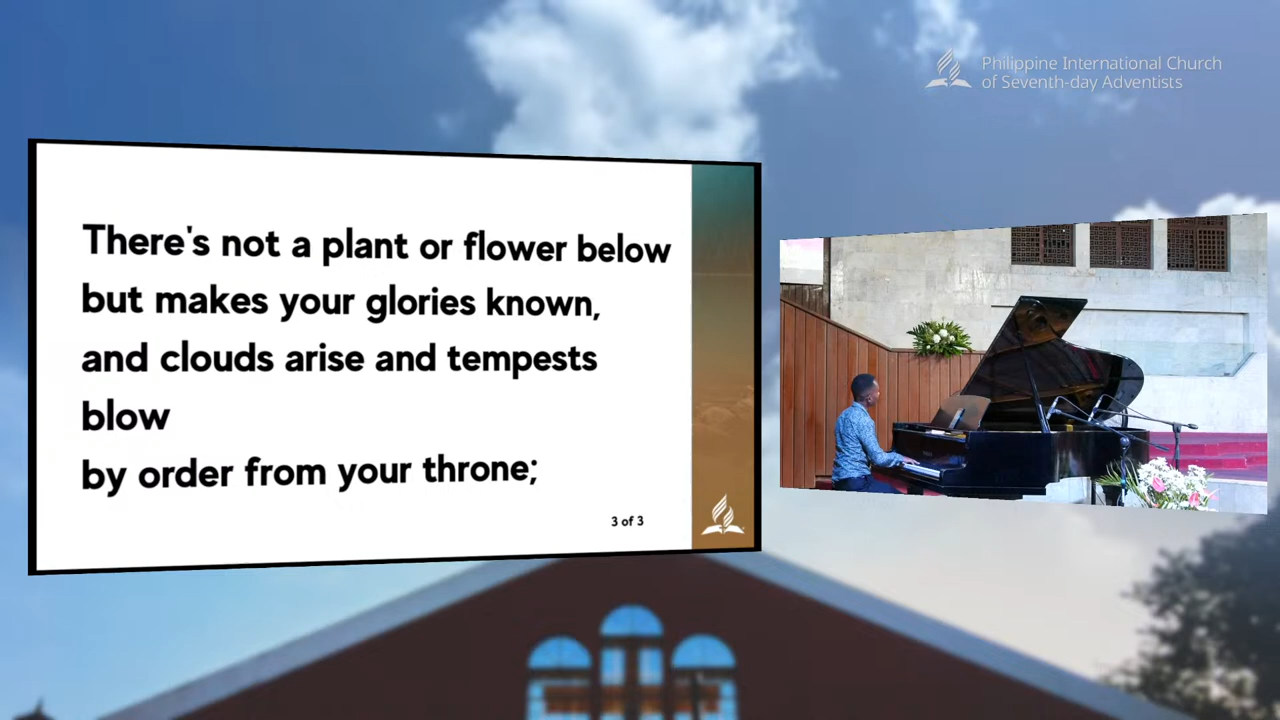 Philippine International Church
of Seventh-day Adventists
There's not a plant or flower below
but makes your glories known,
and clouds arise and tempests
blow
by order from your throne;
3 of 3